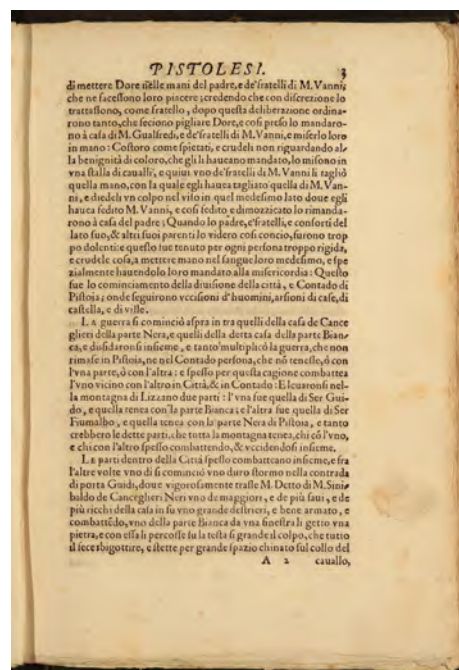 PISTOLESI. 3
di mettere Dore nelle mani del padre, e de'fratelli di M. Vanni;
che ne facessono loro piacere; credendo che con discrezione lo
trattassono, come fratello, dopo questa deliberazione ordina-
rono tanto, che feciono pigliare Dore, e cosi preso lo mandaro-
no à casa di M. Gualfredi, e de'fratelli di M. Vanni, e miserlo loro
in mano: Costoro come spietati, e crudeli non riguardando al-
la benignità di coloro, che gli li haueano mandato, lo misono in
vna stalla di caualli, e quiui vno de'fratelli di M. Vanni li tagliò
quella mano, con la quale egli hauea tagliato quella di M. Van-
ni, e diedeli vn colpo nel viso in quel medesimo lato doue egli
hauea fedito M. Vanni, e cosi fedito e dimozzicato lo rimanda-
rono à casa del padre; Quando lo padre, e'fratelli, e consorti del
lato suo, & altri suoi parenti lo videro cosi concio, furono trop
po dolenti: e questo fue tenuto per ogni persona troppo rigida,
e crudele cosa, a mettere mano nel sangue loro medesimo, e spe
zialmente hauendolo loro mandato alla misericordia: Questo
fue lo cominciamento della diuisione della città, e Contado di
Pistoia; onde seguirono vccisioni d'huomini, arsioni di case, di
castella, e di ville.
LA guerra si cominciò aspra in tra quelli della casa de Cance
glieri della parte Nera, e quelli della detta casa della parte Bian-
ca, e disfidaronsi insieme, e tanto multiplicò la guerra, che non
rimase in Pistoia, ne nel Contado persona, che nō tenesse, ò con
l'vna parte, ò con l'altra: e spesso per questa cagione combattea
l'vno vicino con l'altro in Città, & in Contado: E leuaronsi nel-
la montagna di Lizzano due parti: l'vna fue quella di Ser Gui-
do, e quella tenea con la parte Bianca; e l'altra fue quella di Ser
Fiumalbo, e quella tenea con la parte Nera di Pistoia, e tanto
crebbero le dette parti, che tutta la montagna tenea, chi cō l'vno,
e chi con l'altro spesso combattendo, & vccidendosi insieme.
LE parti dentro della Città spesso combatteano insieme, e fra
l'altre volte vno dì si cominciò vno duro stormo nella contrada
di porta Guidi, doue vigorosamente trasse M. Detto di M. Sini-
baldo de Cancegheri Neri vno de maggiori, e de più saui, e de
più ricchi della casa in su vno grande destrieri, e bene armato, e
combattēdo, vno della parte Bianca da vna finestra li getto vna
pietra, e con essa li percosse su la testa si grande il colpo, che tutto
il fece sbigottire, e stette per grande spazio chinato sul collo del
A 2 cauallo,